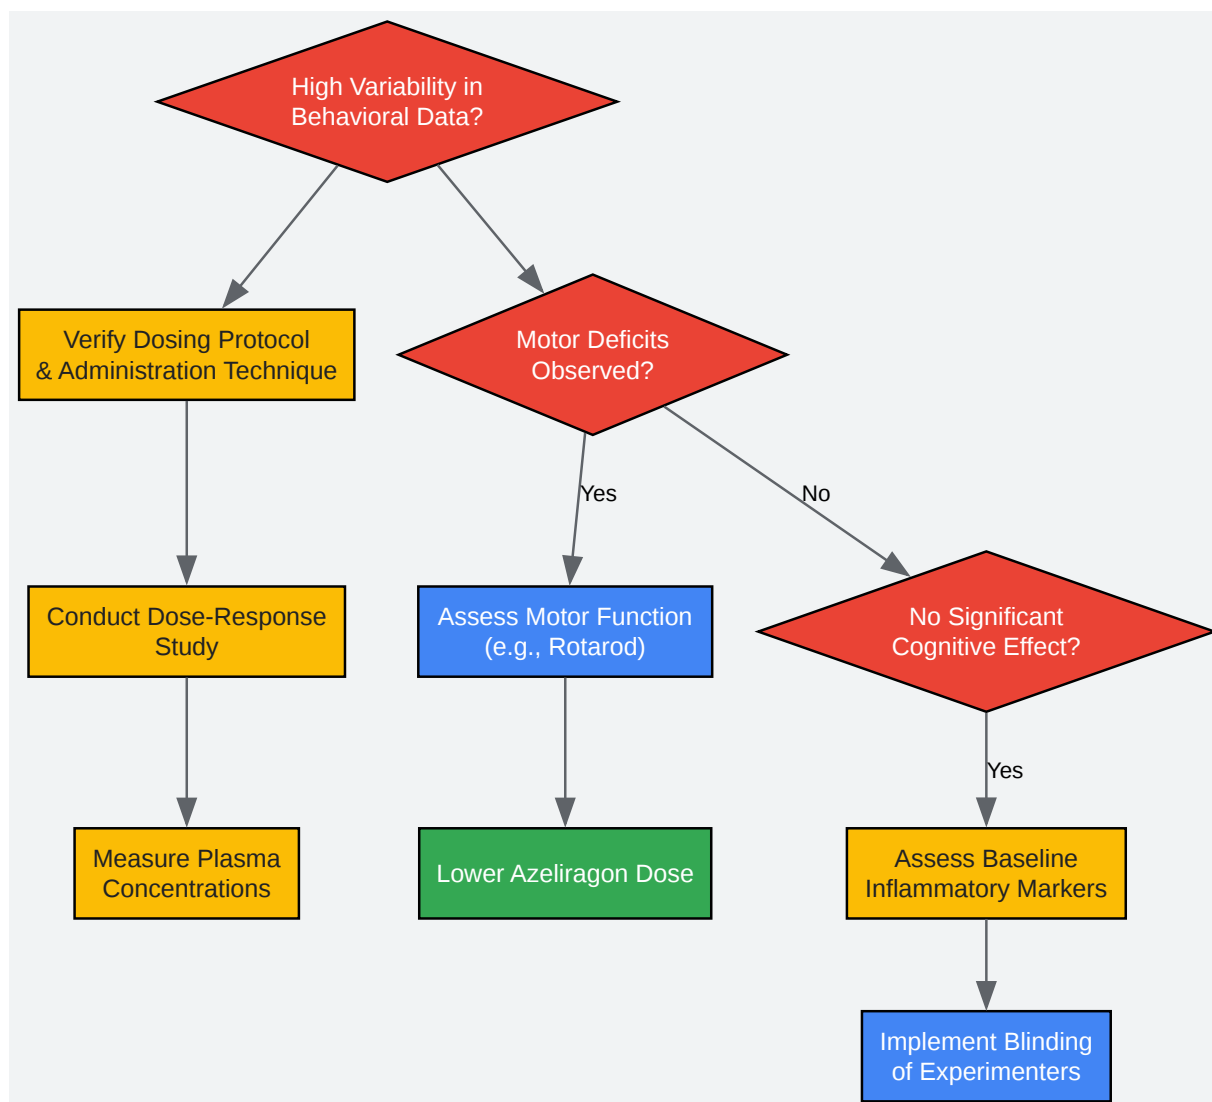 High Variability in
Behavioral Data?
Verify Dosing Protocol
& Administration Technique
Motor Deficits
Observed?
Yes
No
Conduct Dose-Response
Study
Assess Motor Function
(e.g., Rotarod)
No Significant
Cognitive Effect?
Yes
Measure Plasma
Concentrations
Lower Azeliragon Dose
Assess Baseline
Inflammatory Markers
Implement Blinding
of Experimenters